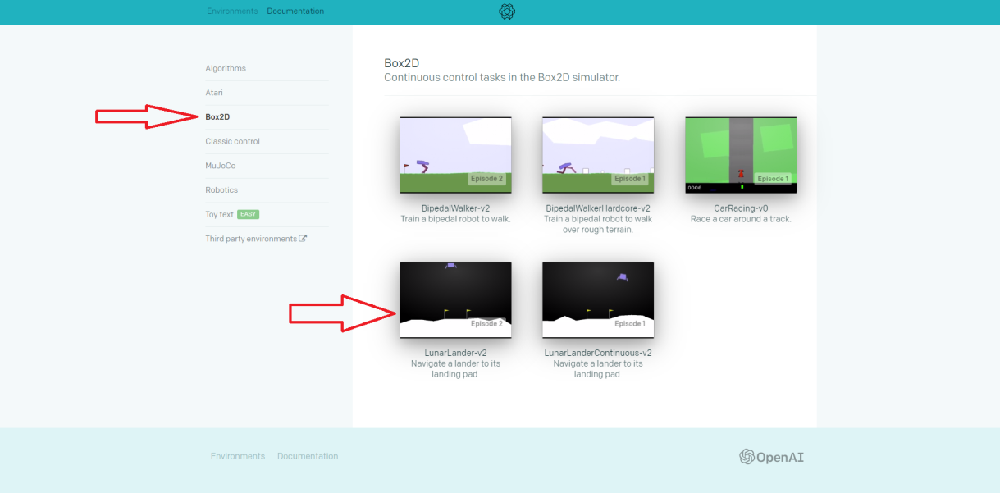 Environments Documentation
Algorithms
Atari
Box2D
Classic control
MuJoCo
Robotics
Toy text EASY
Third party environments
Box2D
Continuous control tasks in the Box2D simulator.
Episode 2
BipedalWalker-v2
Train a bipedal robot to walk.
Episode 1
BipedalWalkerHardcore-v2
Train a bipedal robot to walk
over rough terrain.
0006
Episode 1
CarRacing-v0
Race a car around a track.
Episode 2
LunarLander-v2
Navigate a lander to its
landing pad.
Episode 1
LunarLanderContinuous-v2
Navigate a lander to its
landing pad.
Environments Documentation
OpenAI